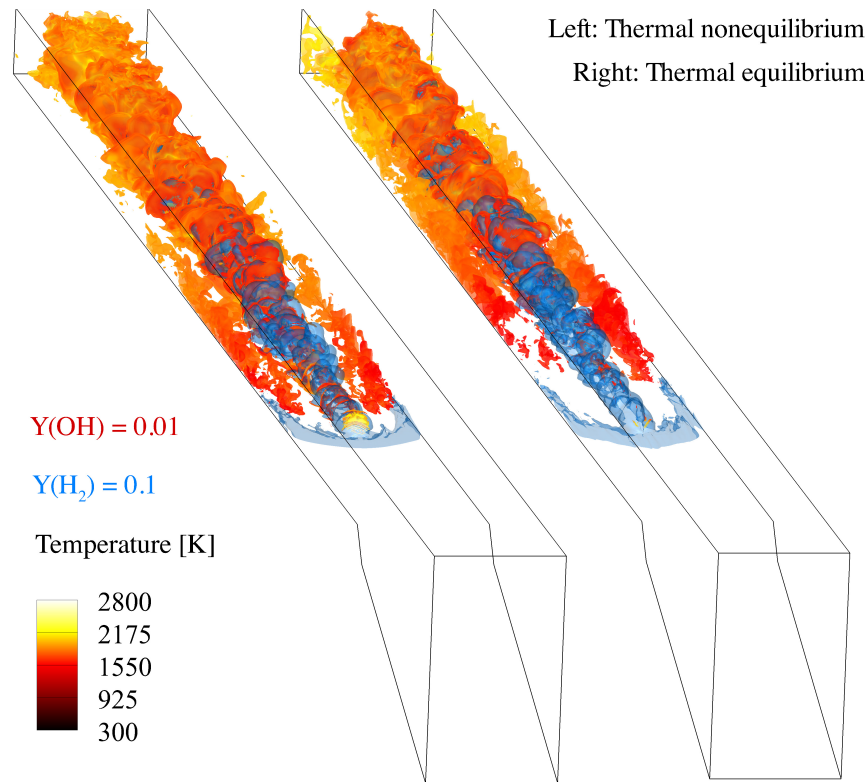 Left: Thermal nonequilibrium
Right: Thermal equilibrium
Y(OH) = 0.01
Y(H₂) = 0.1
Temperature [K]
2800
2175
1550
925
300